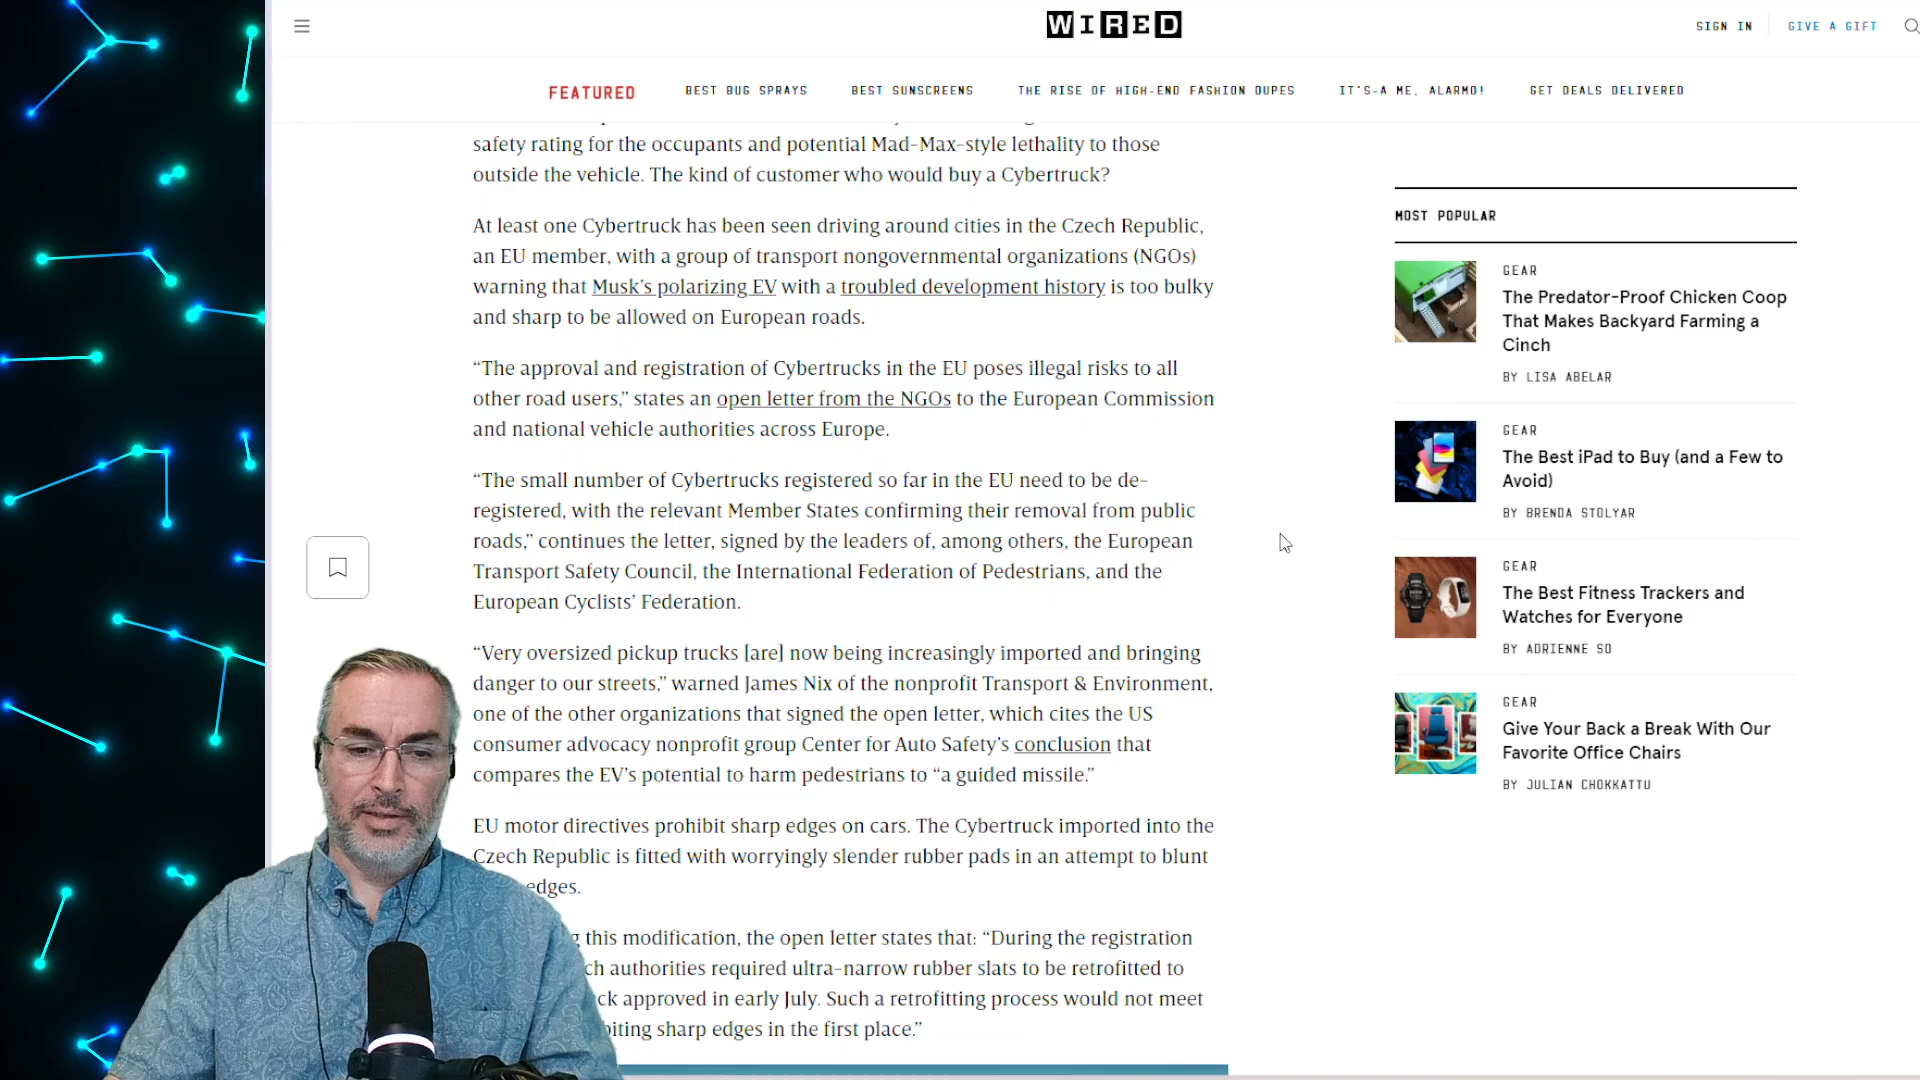 WIRED
SIGN IN
GIVE A GIFT
FEATURED
BEST BUG SPRAYS
BEST SUNSCREENS
THE RISE OF HIGH-END FASHION DUPES
IT'S-A ME, ALARMO!
GET DEALS DELIVERED
safety rating for the occupants and potential Mad-Max-style lethality to those
outside the vehicle. The kind of customer who would buy a Cybertruck?
At least one Cybertruck has been seen driving around cities in the Czech Republic,
an EU member, with a group of transport nongovernmental organizations (NGOs)
warning that Musk's polarizing EV with a troubled development history is too bulky
and sharp to be allowed on European roads.
“The approval and registration of Cybertrucks in the EU poses illegal risks to all
other road users,” states an open letter from the NGOs to the European Commission
and national vehicle authorities across Europe.
“The small number of Cybertrucks registered so far in the EU need to be de-
registered, with the relevant Member States confirming their removal from public
roads,” continues the letter, signed by the leaders of, among others, the European
Transport Safety Council, the International Federation of Pedestrians, and the
European Cyclists’ Federation.
“Very oversized pickup trucks [are] now being increasingly imported and bringing
danger to our streets,” warned James Nix of the nonprofit Transport & Environment,
one of the other organizations that signed the open letter, which cites the US
consumer advocacy nonprofit group Center for Auto Safety’s conclusion that
compares the EV’s potential to harm pedestrians to “a guided missile.”
EU motor directives prohibit sharp edges on cars. The Cybertruck imported into the
Czech Republic is fitted with worryingly slender rubber pads in an attempt to blunt
edges.
this modification, the open letter states that: “During the registration
ch authorities required ultra-narrow rubber slats to be retrofitted to
ck approved in early July. Such a retrofitting process would not meet
biting sharp edges in the first place.”
MOST POPULAR
GEAR
The Predator-Proof Chicken Coop
That Makes Backyard Farming a
Cinch
BY LISA ABELAR
GEAR
The Best iPad to Buy (and a Few to
Avoid)
BY BRENDA STOLYAR
GEAR
The Best Fitness Trackers and
Watches for Everyone
BY ADRIENNE SO
GEAR
Give Your Back a Break With Our
Favorite Office Chairs
BY JULIAN CHOKKATTU